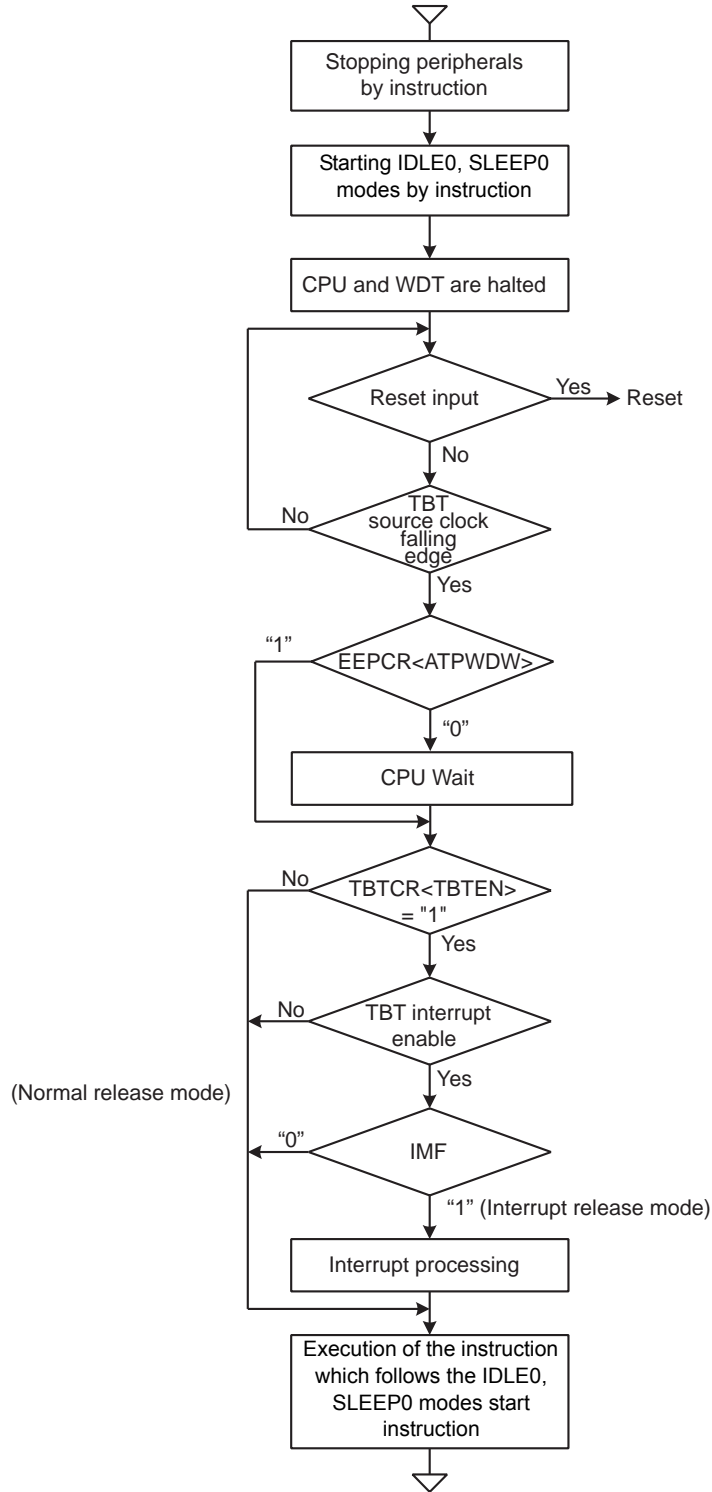 Stopping peripherals
by instruction
Starting IDLE0, SLEEP0
modes by instruction
CPU and WDT are halted
Reset input
Yes
Reset
No
No
TBT
source clock
falling
edge
Yes
“1”
EEPCR<ATPWDW>
“0”
CPU Wait
No
TBTCR<TBTEN>
= "1"
Yes
No
TBT interrupt
enable
Yes
(Normal release mode)
“0”
IMF
“1” (Interrupt release mode)
Interrupt processing
Execution of the instruction
which follows the IDLE0,
SLEEP0 modes start
instruction